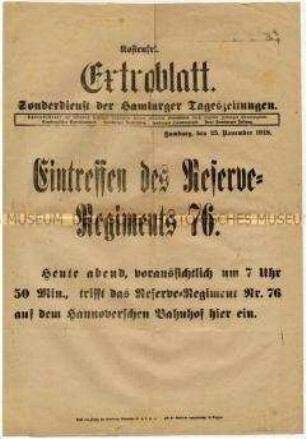 Kostenfrei.
Extrablatt.
Sonderdienst der Hamburger Tageszeitungen.
Hamburg, den 25. November 1918.
Eintreffen des Reserve-
Regiments 76.
Heute abend, voraussichtlich um 7 Uhr
50 Min., trifft das Reserve-Regiment Nr. 76
auf dem Hannoverschen Bahnhof hier ein.